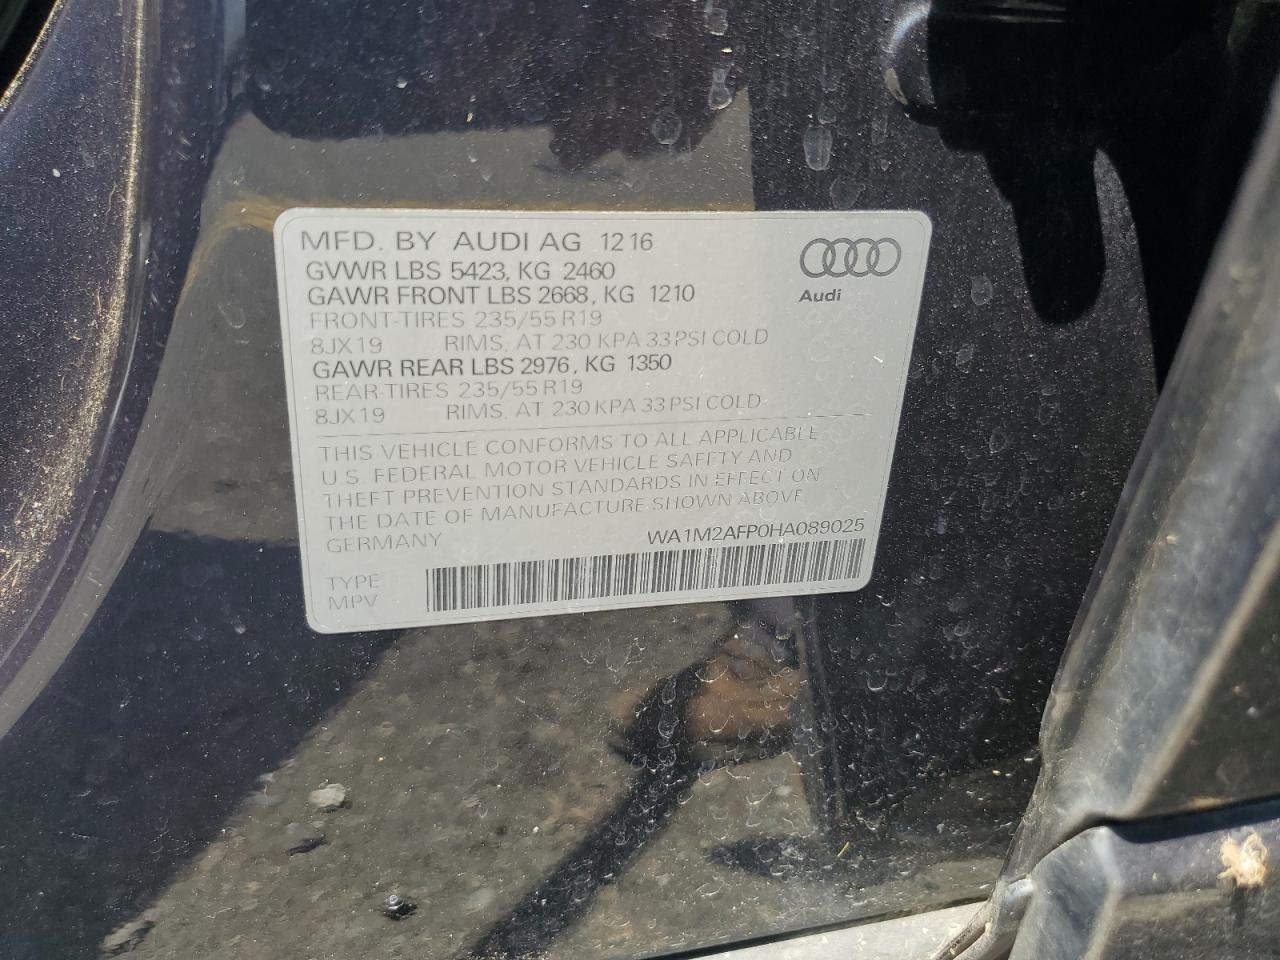 MFD. BY AUDI AG 12 16
GVWR LBS 5423, KG 2460
GAWR FRONT LBS 2668, KG 1210
FRONT-TIRES 235/55 R19
8JX19 RIMS, AT 230 KPA 33 PSI COLD
GAWR REAR LBS 2976, KG 1350
REAR-TIRES 235/55 R19
8JX19 RIMS, AT 230 KPA 33 PSI COLD
Audi
THIS VEHICLE CONFORMS TO ALL APPLICABLE
U.S. FEDERAL MOTOR VEHICLE SAFETY AND
THEFT PREVENTION STANDARDS IN EFFECT ON
THE DATE OF MANUFACTURE SHOWN ABOVE
GERMANY WA1M2AFP0HA089025
TYPE
MPV